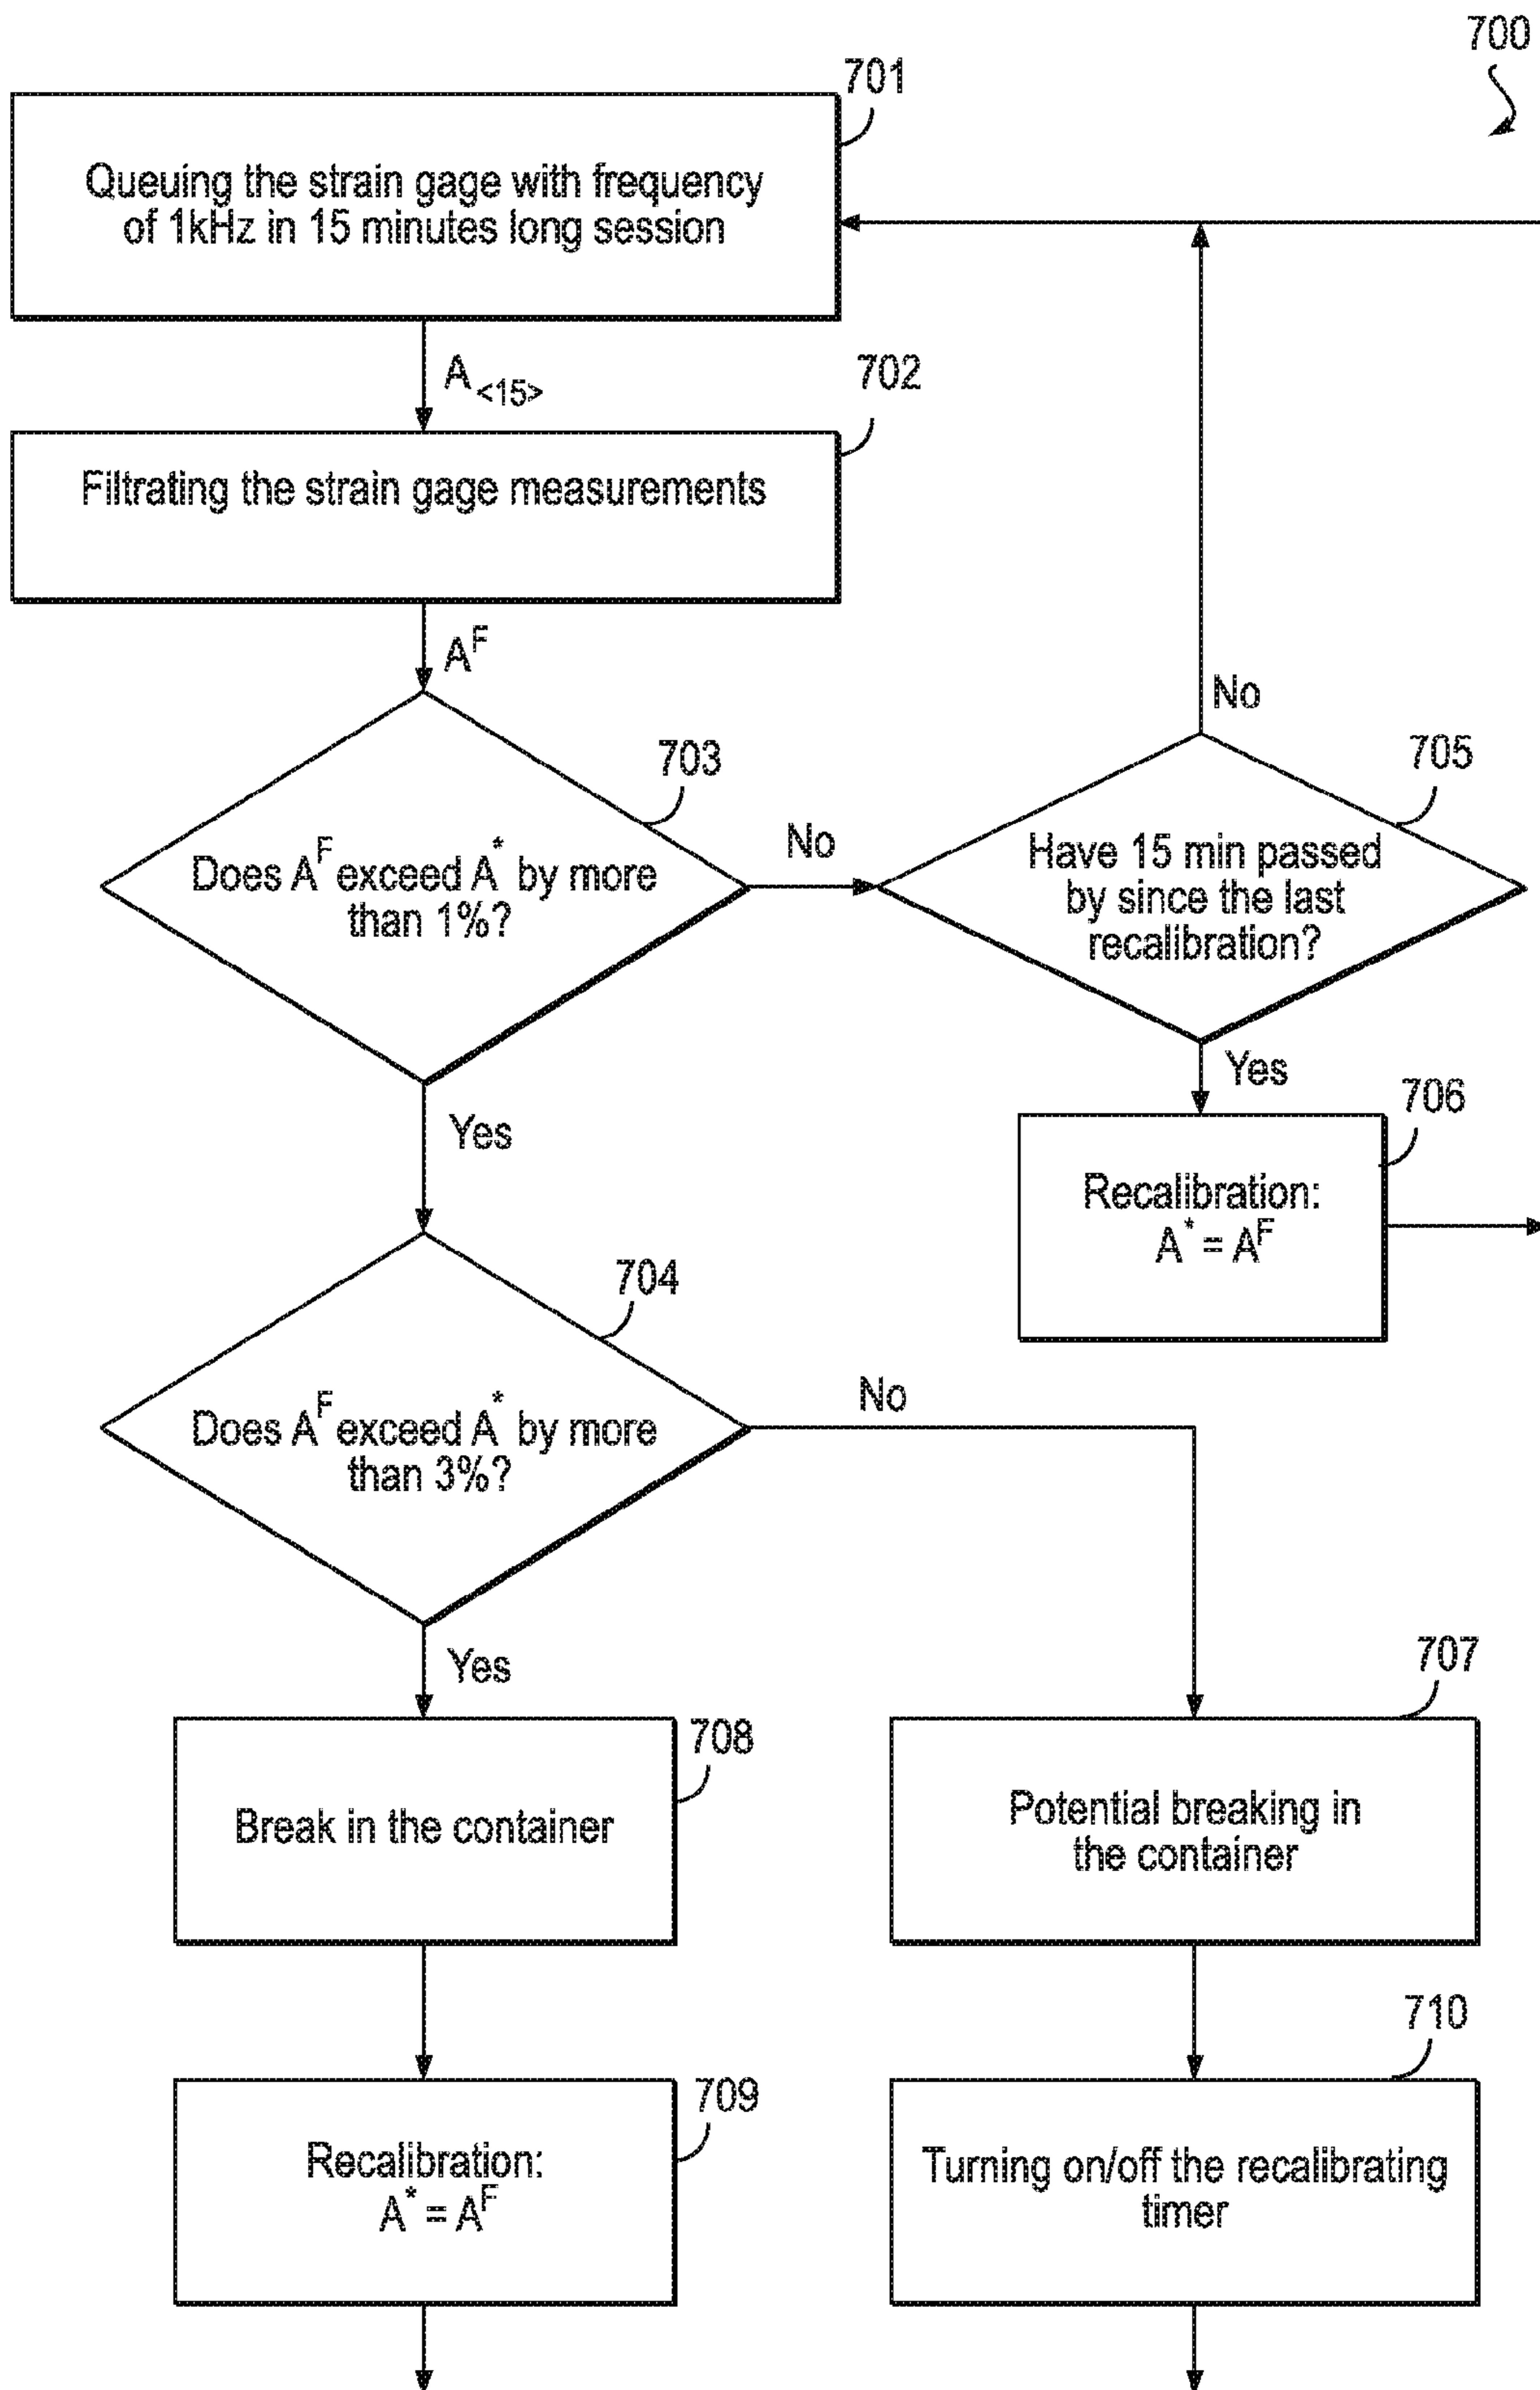 700
701
Queuing the strain gage with frequency
of 1kHz in 15 minutes long session
A<15>
702
Filtrating the strain gage measurements
A^F
703
Does A^F exceed A* by more
than 1%?
No
705
Have 15 min passed
by since the last
recalibration?
No
Yes
706
Recalibration:
A* = A^F
Yes
704
Does A^F exceed A* by more
than 3%?
No
Yes
708
Break in the container
707
Potential breaking in
the container
709
Recalibration:
A* = A^F
710
Turning on/off the recalibrating
timer